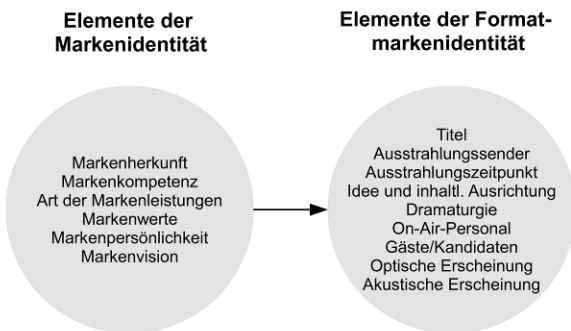 Elemente der
Markenidentität
Elemente der Format-
markenidentität
Markenherkunft
Markenkompetenz
Art der Markenleistungen
Markenwerte
Markenpersönlichkeit
Markenvision
Titel
Ausstrahlungssender
Ausstrahlungszeitpunkt
Idee und inhaltl. Ausrichtung
Dramaturgie
On-Air-Personal
Gäste/Kandidaten
Optische Erscheinung
Akustische Erscheinung